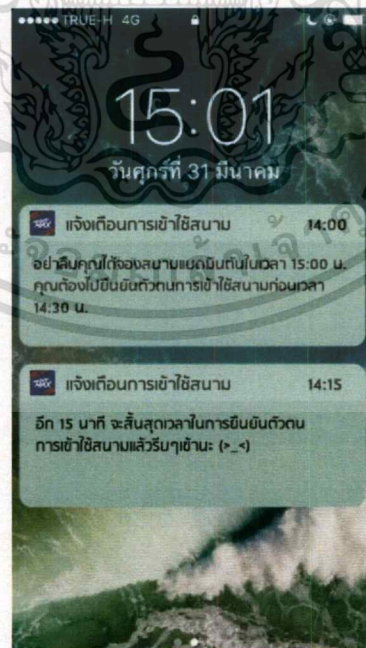 TRUE-H 4G
15:01
วันศุกร์ที่ 31 มีนาคม
แจ้งเตือนการเข้าใช้สนาม 14:00
อย่าลืมคุณได้จองสนามแบดมินตันในเวลา 15:00 น.
คุณต้องไปยืนยันตัวตนการเข้าใช้สนามก่อนเวลา
14:30 น.
แจ้งเตือนการเข้าใช้สนาม 14:15
อีก 15 นาที จะสิ้นสุดเวลาในการยืนยันตัวตน
การเข้าใช้สนามแล้วรีบๆเข้านะ (>_<)